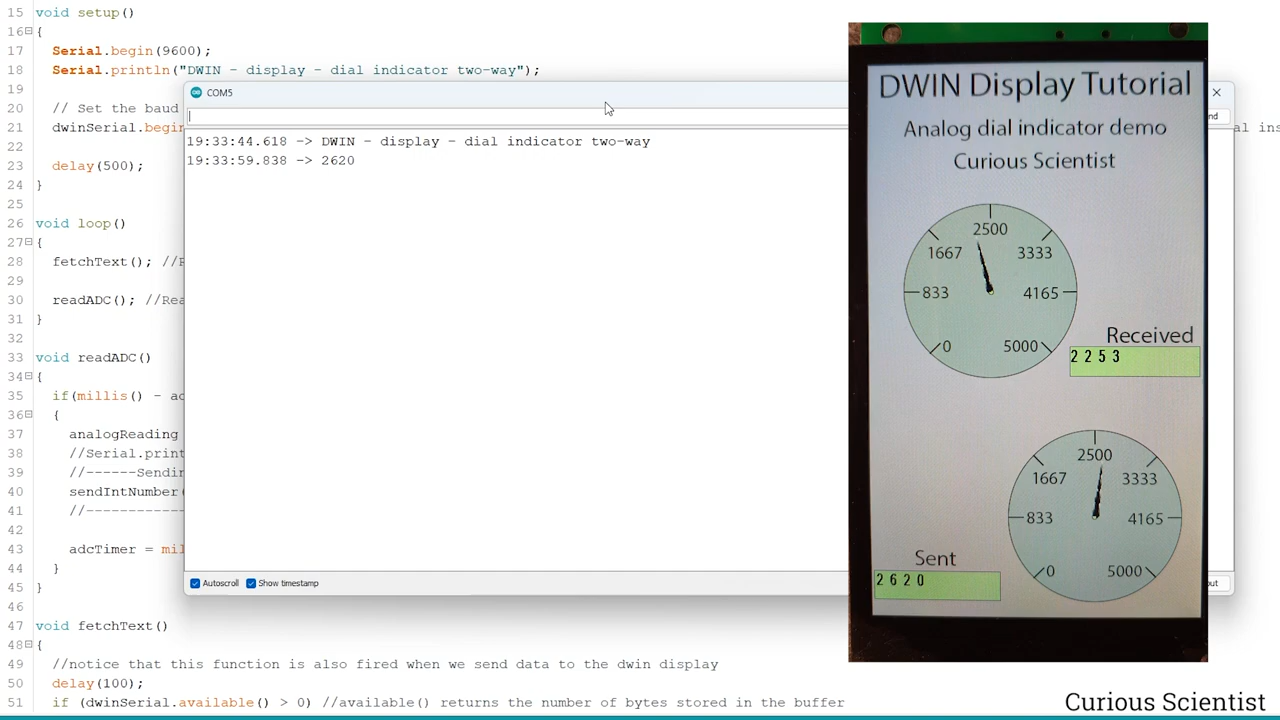 15 void setup()
16 {
17 Serial.begin(9600);
18 Serial.println("DWIN - display - dial indicator two-way");
19
20 // Set the baud
21 dwinSerial.begin
22
23 delay(500);
24 }
25
26 void loop()
27 {
28 fetchText(); //R
29
30 readADC(); //Rea
31 }
32
33 void readADC()
34 {
35 if(millis() - ad
36 {
37 analogReading
38 //Serial.print
39 //------Sendin
40 sendIntNumber(
41 //-------------
42
43 adcTimer = mil
44 }
45 }
46
47 void fetchText()
48 {
49 //notice that this function is also fired when we send data to the dwin display
50 delay(100);
51 if (dwinSerial.available() > 0) //available() returns the number of bytes stored in the buffer
COM5
nd
19:33:44.618 -> DWIN - display - dial indicator two-way
19:33:59.838 -> 2620
Autoscroll
Show timestamp
DWIN Display Tutorial
Analog dial indicator demo
Curious Scientist
2500
1667 3333
833 4165
0 5000
Received
2253
2500
1667 3333
833 4165
0 5000
Sent
2620
Curious Scientist